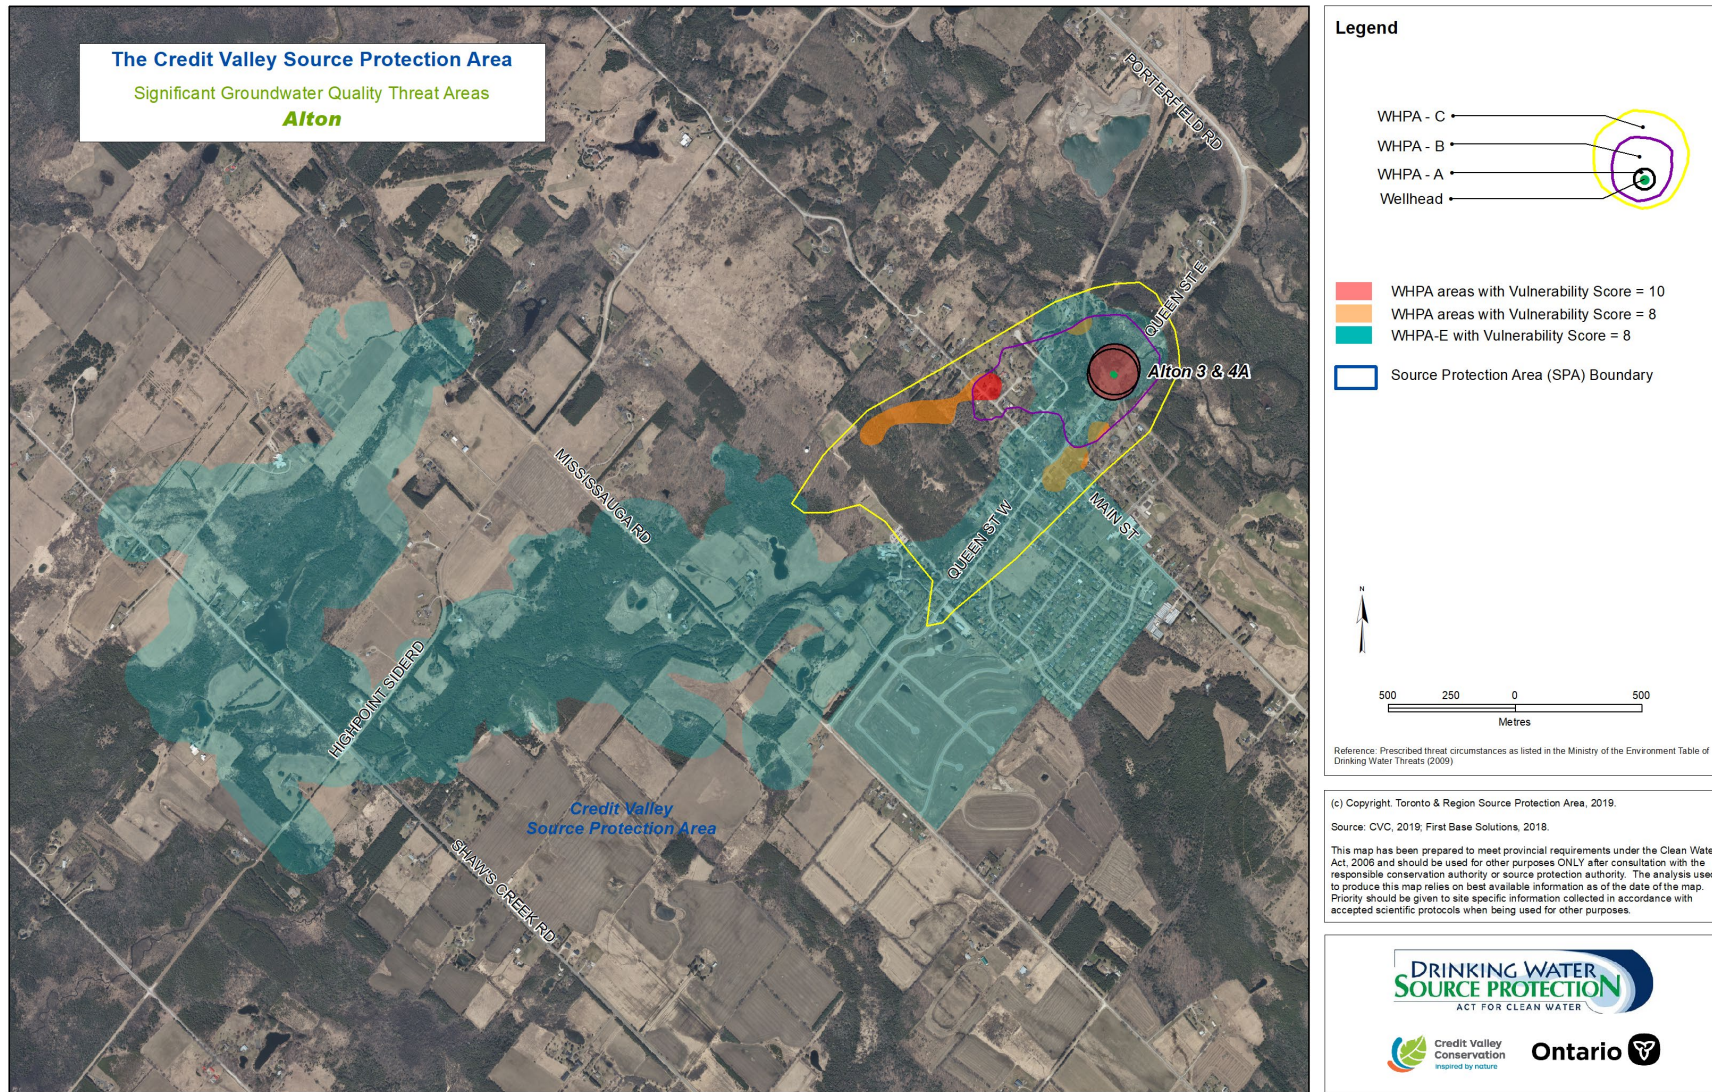 The Credit Valley Source Protection Area
Significant Groundwater Quality Threat Areas
Alton
PORTERFIELD RD
QUEEN ST E
Alton 3 & 4A
MISSISSAUGA RD
MAIN ST
QUEEN ST W
HIGHPOINT SIDERD
Credit Valley
Source Protection Area
SHAW'S CREEK RD
Legend
WHPA - C
WHPA - B
WHPA - A
Wellhead
WHPA areas with Vulnerability Score = 10
WHPA areas with Vulnerability Score = 8
WHPA-E with Vulnerability Score = 8
Source Protection Area (SPA) Boundary
N
500 250 0 500
Metres
Reference: Prescribed threat circumstances as listed in the Ministry of the Environment Table of
Drinking Water Threats (2009)
(c) Copyright. Toronto & Region Source Protection Area, 2019.
Source: CVC, 2019; First Base Solutions, 2018.
This map has been prepared to meet provincial requirements under the Clean Wate
Act, 2006 and should be used for other purposes ONLY after consultation with the
responsible conservation authority or source protection authority. The analysis used
to produce this map relies on best available information as of the date of the map.
Priority should be given to site specific information collected in accordance with
accepted scientific protocols when being used for other purposes.
DRINKING WATER
SOURCE PROTECTION
ACT FOR CLEAN WATER
Credit Valley
Conservation
inspired by nature
Ontario